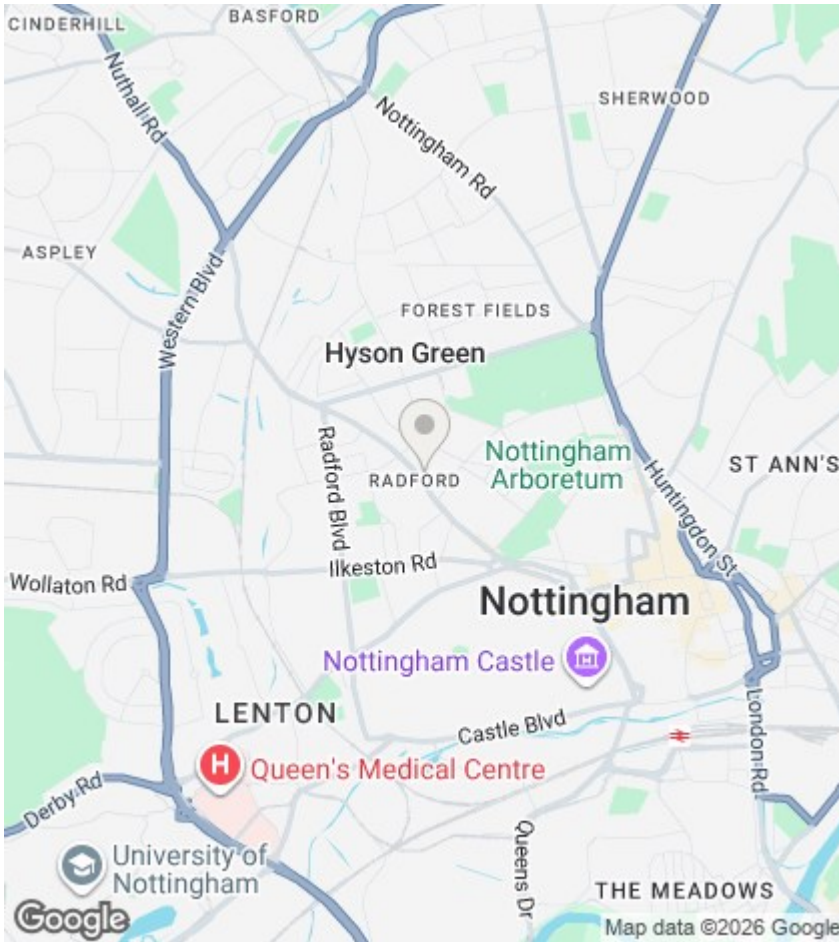 CINDERHILL
BASFORD
Nuthall Rd
SHERWOOD
Nottingham Rd
ASPLEY
Western Blvd
FOREST FIELDS
Hyson Green
Radford Blvd
RADFORD
Nottingham
Arboretum
Huntingdon St
ST ANN'S
Wollaton Rd
Ilkeston Rd
Nottingham
Nottingham Castle
LENTON
Castle Blvd
London Rd
H
Queen's Medical Centre
Derby Rd
University of
Nottingham
Queens Dr
THE MEADOWS
Google
Map data ©2026 Google